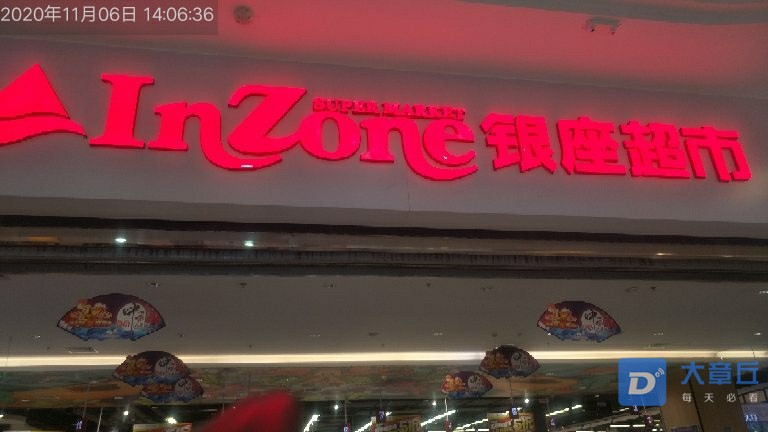 2020年11月06日 14:06:36
SUPER MARKET
InZone 银座超市
大章丘
每天必看